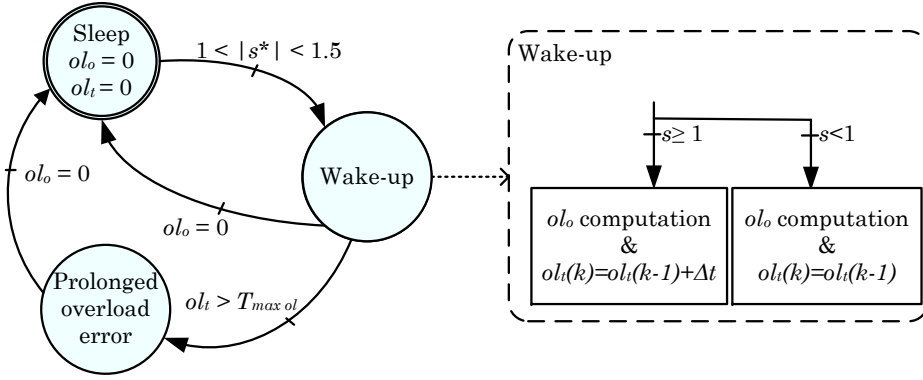 Sleep
olₒ = 0
olₜ = 0
1 < |s*| < 1.5
Wake-up
olₒ = 0
olₒ = 0
Prolonged
overload
error
olₜ > Tₘₐₓ ₒₗ
Wake-up
s≥ 1
s<1
olₒ computation
&
olₜ(k)=olₜ(k-1)+Δt
olₒ computation
&
olₜ(k)=olₜ(k-1)